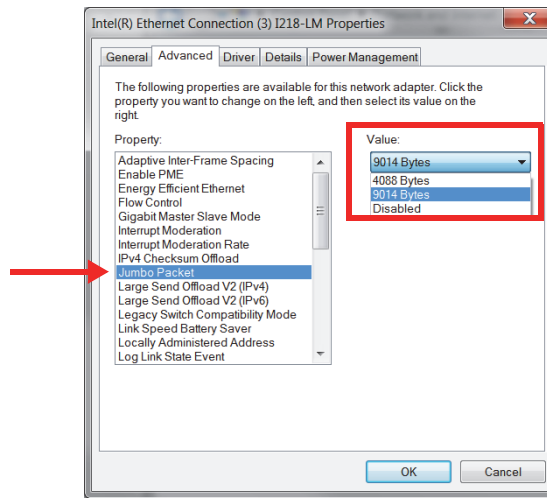 Intel(R) Ethernet Connection (3) I218-LM Properties
General Advanced Driver Details Power Management
The following properties are available for this network adapter. Click the
property you want to change on the left, and then select its value on the
right.
Property:
Value:
Adaptive Inter-Frame Spacing
Enable PME
Energy Efficient Ethernet
Flow Control
Gigabit Master Slave Mode
Interrupt Moderation
Interrupt Moderation Rate
IPv4 Checksum Offload
Jumbo Packet
Large Send Offload V2 (IPv4)
Large Send Offload V2 (IPv6)
Legacy Switch Compatibility Mode
Link Speed Battery Saver
Locally Administered Address
Log Link State Event
9014 Bytes
4088 Bytes
9014 Bytes
Disabled
OK Cancel